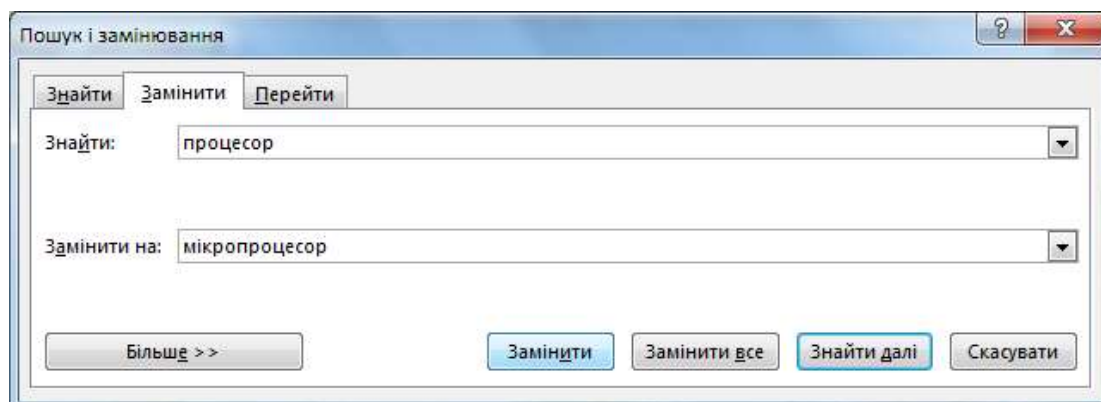 Пошук і замінювання
?
X
Знайти Замінити Перейти
Знайти: процесор
Замінити на: мікропроцесор
Більше >> Замінити Замінити все Знайти далі Скасувати